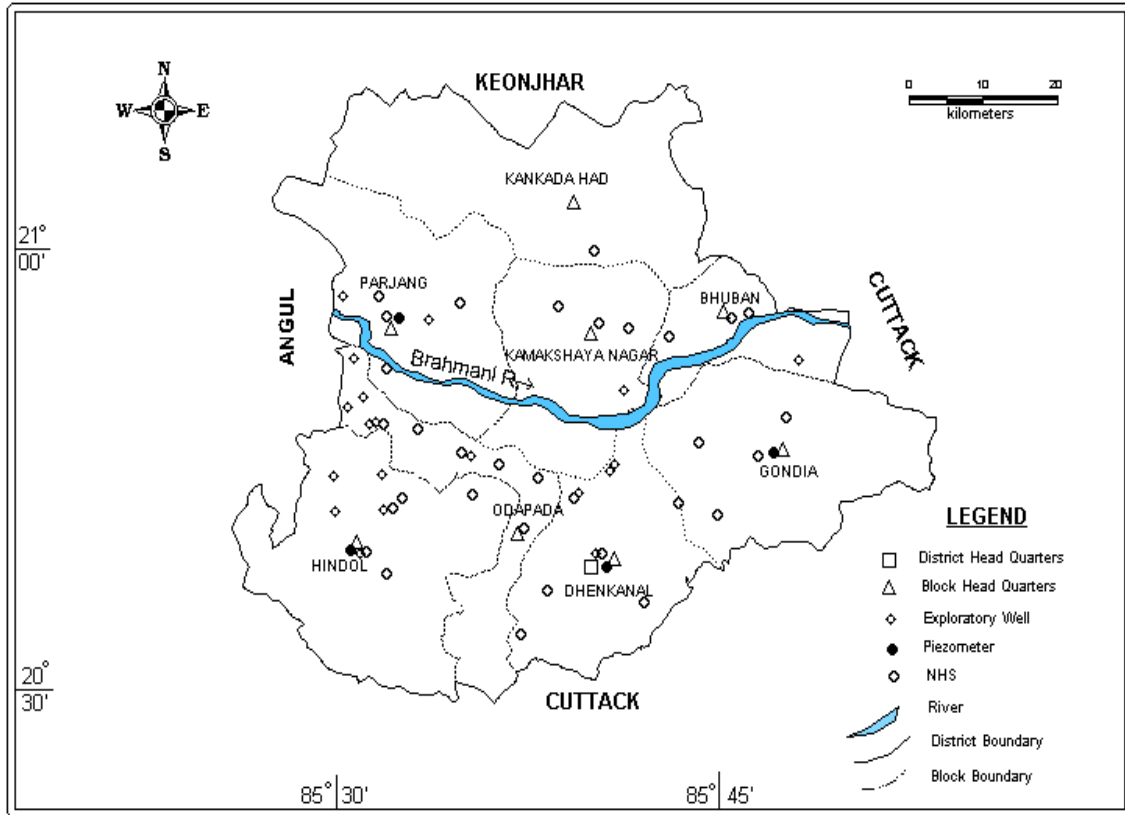 N
W E
S
KEONJHAR
0 10 20
kilometers
KANKADA HAD
21°
00'
PARJANG
BHUBAN
CUTTACK
ANGUL
KAMAKSHAYA NAGAR
Brahmani R.
GONDIA
ODAPADA
HINDOL
DHENKANAL
LEGEND
District Head Quarters
Block Head Quarters
Exploratory Well
Piezometer
NHS
River
District Boundary
Block Boundary
20°
30'
CUTTACK
85° 30'
85° 45'